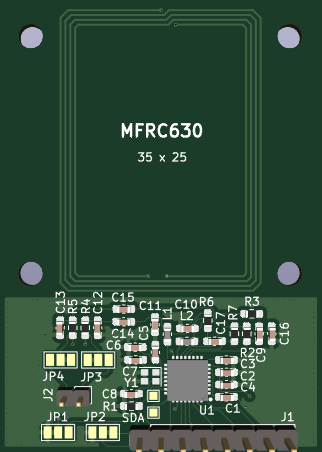 MFRC630
35 x 25
C13
R5
R4
C12
C15
C14
C11
C5
L1
C10
L2
R6
C17
R7
R3
C16
C9
R2
C6
C3
C2
C4
C7
Y1
JP4
JP3
J2
C8
R1
SDA
U1
C1
JP1
JP2
J1